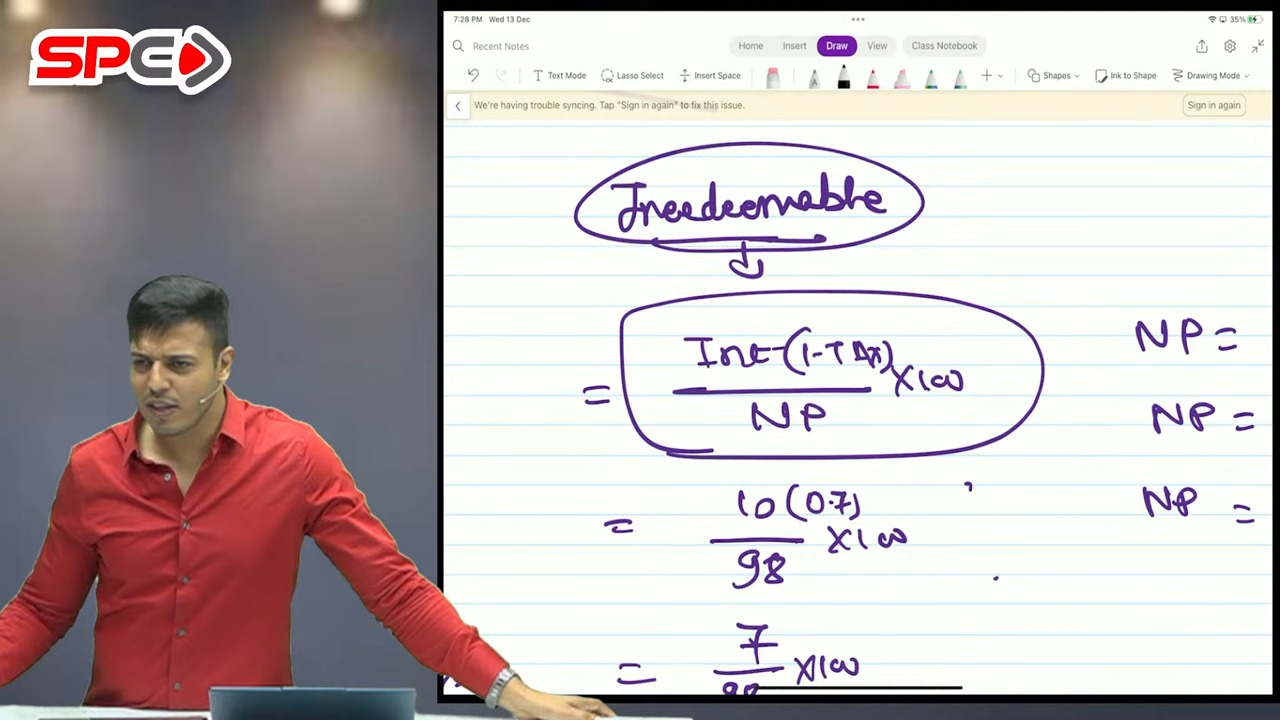 SPED
7:28 PM Wed 13 Dec
35%
Recent Notes
Home Insert Draw View Class Notebook
Text Mode Lasso Select Insert Space Shapes Ink to Shape Drawing Mode
We're having trouble syncing. Tap "Sign in again" to fix this issue.
Sign in again
Irredeemable
= Int (1-TAx) X100
NP
NP =
NP =
= 10 (0.7) X100
98
NP =
= 7 X100
98